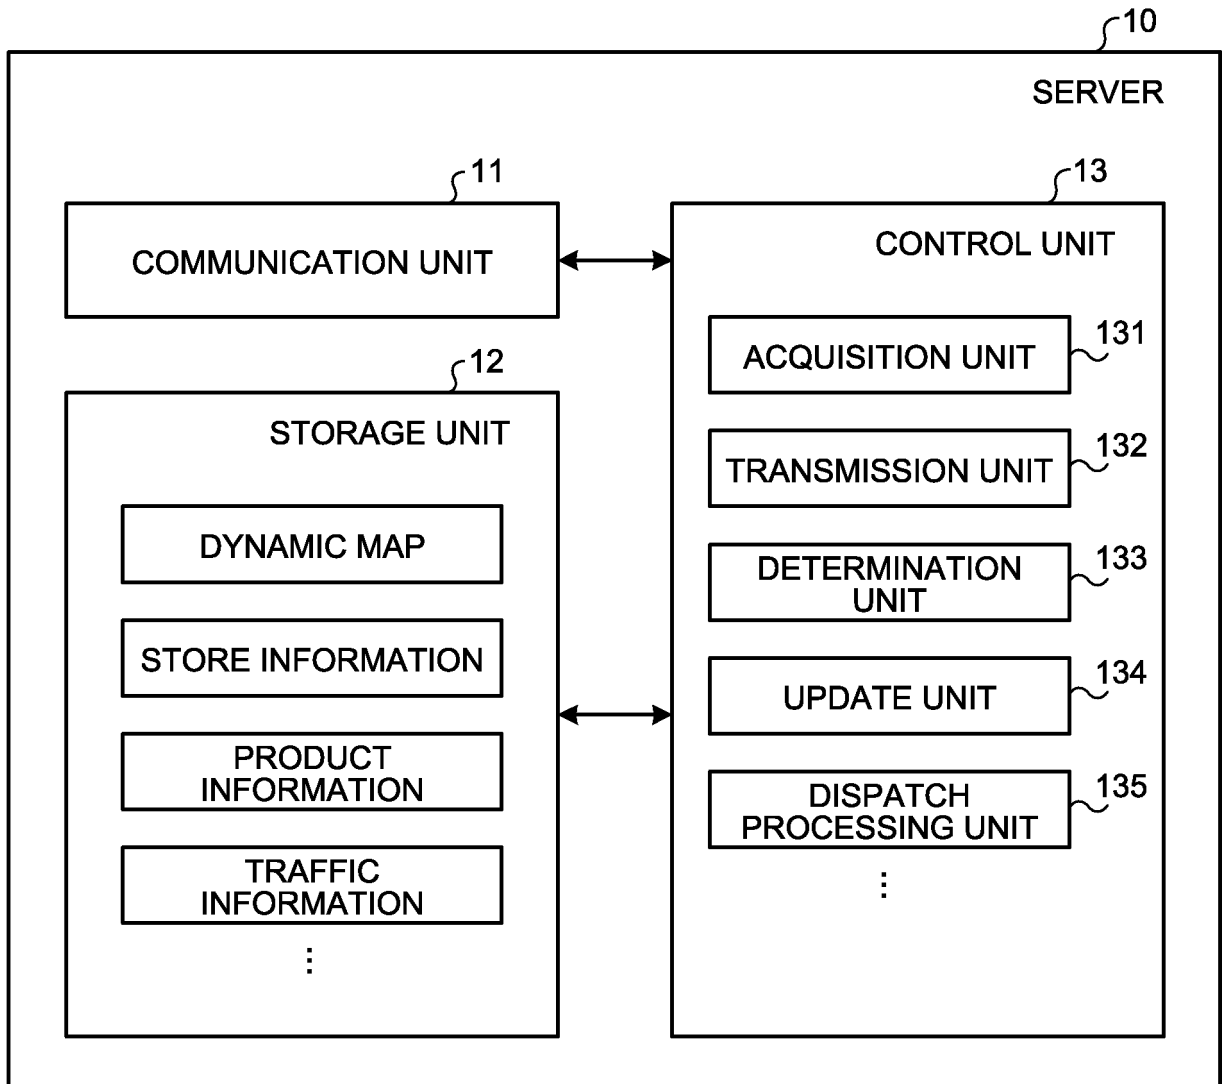 10
SERVER
11
COMMUNICATION UNIT
12
STORAGE UNIT
DYNAMIC MAP
STORE INFORMATION
PRODUCT
INFORMATION
TRAFFIC
INFORMATION
⋮
13
CONTROL UNIT
ACQUISITION UNIT
131
TRANSMISSION UNIT
132
DETERMINATION
UNIT
133
UPDATE UNIT
134
DISPATCH
PROCESSING UNIT
135
⋮